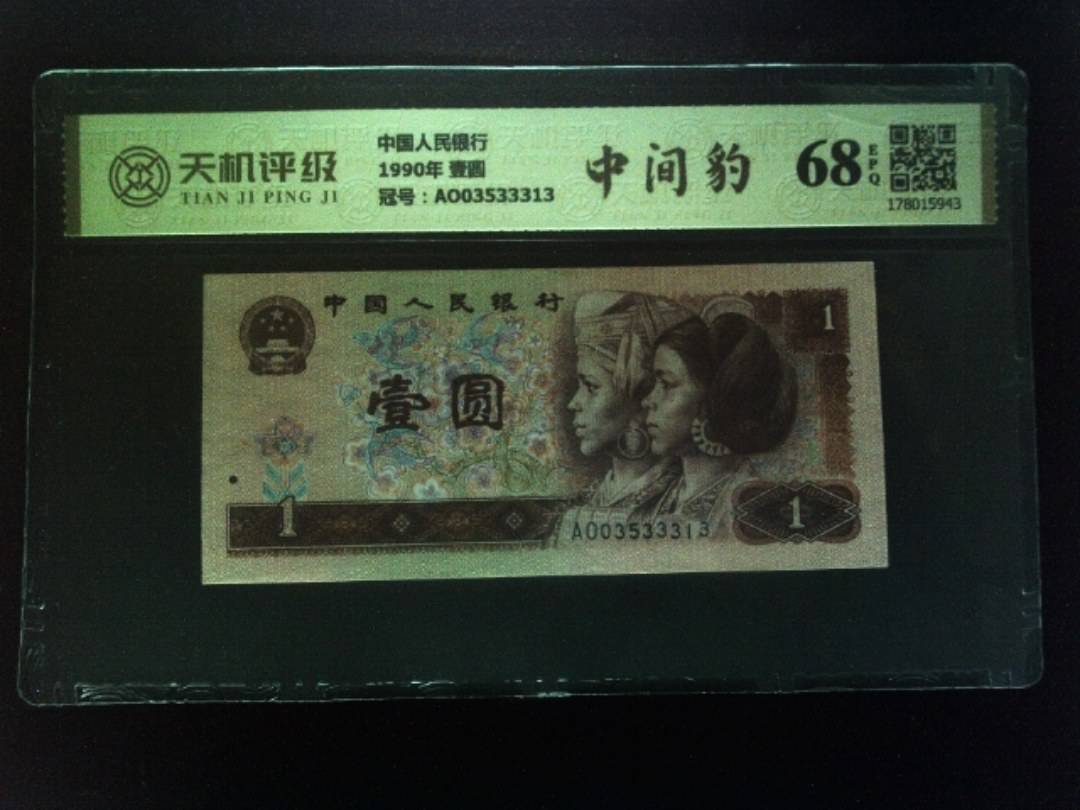 天机评级
TIAN JI PING JI
中国人民银行
1990年 壹圆
冠号：AO03533313
中间豹
68
EPQ
178015943
中国人民银行
1
壹圆
1
AO03533313
1